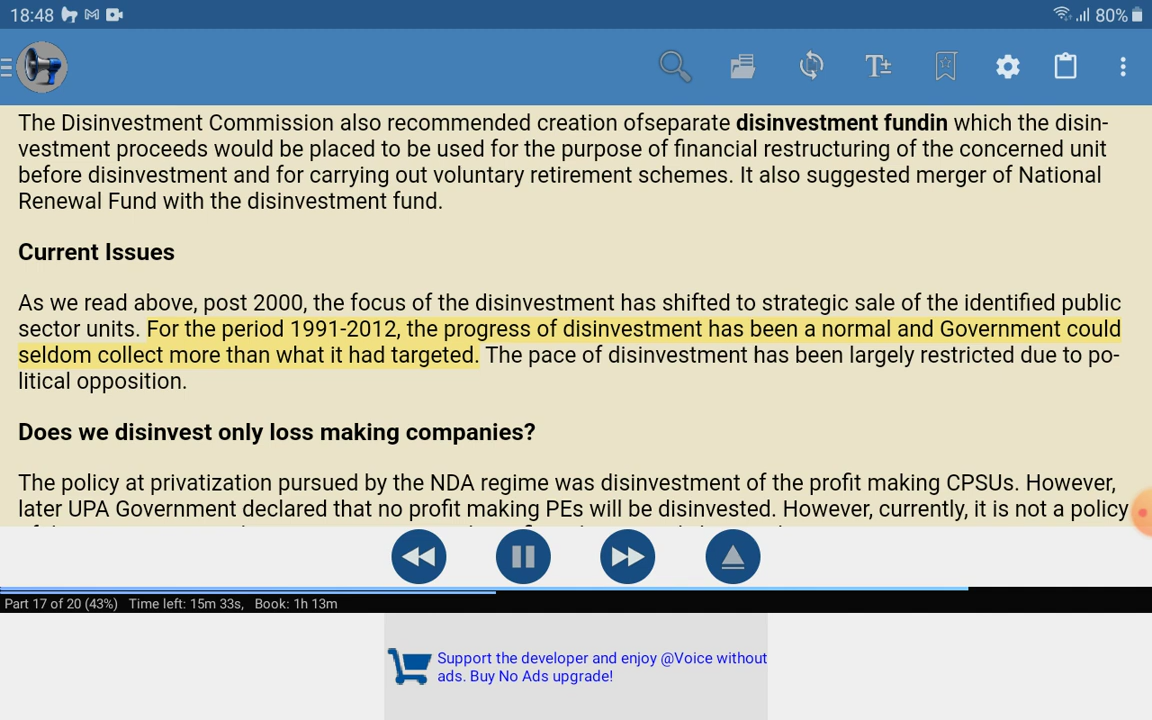 18:48
80%
The Disinvestment Commission also recommended creation ofseparate disinvestment fundin which the disin-
vestment proceeds would be placed to be used for the purpose of financial restructuring of the concerned unit
before disinvestment and for carrying out voluntary retirement schemes. It also suggested merger of National
Renewal Fund with the disinvestment fund.
Current Issues
As we read above, post 2000, the focus of the disinvestment has shifted to strategic sale of the identified public
sector units. For the period 1991-2012, the progress of disinvestment has been a normal and Government could
seldom collect more than what it had targeted. The pace of disinvestment has been largely restricted due to po-
litical opposition.
Does we disinvest only loss making companies?
The policy at privatization pursued by the NDA regime was disinvestment of the profit making CPSUs. However,
later UPA Government declared that no profit making PEs will be disinvested. However, currently, it is not a policy
Part 17 of 20 (43%) Time left: 15m 33s, Book: 1h 13m
Support the developer and enjoy @Voice without
ads. Buy No Ads upgrade!